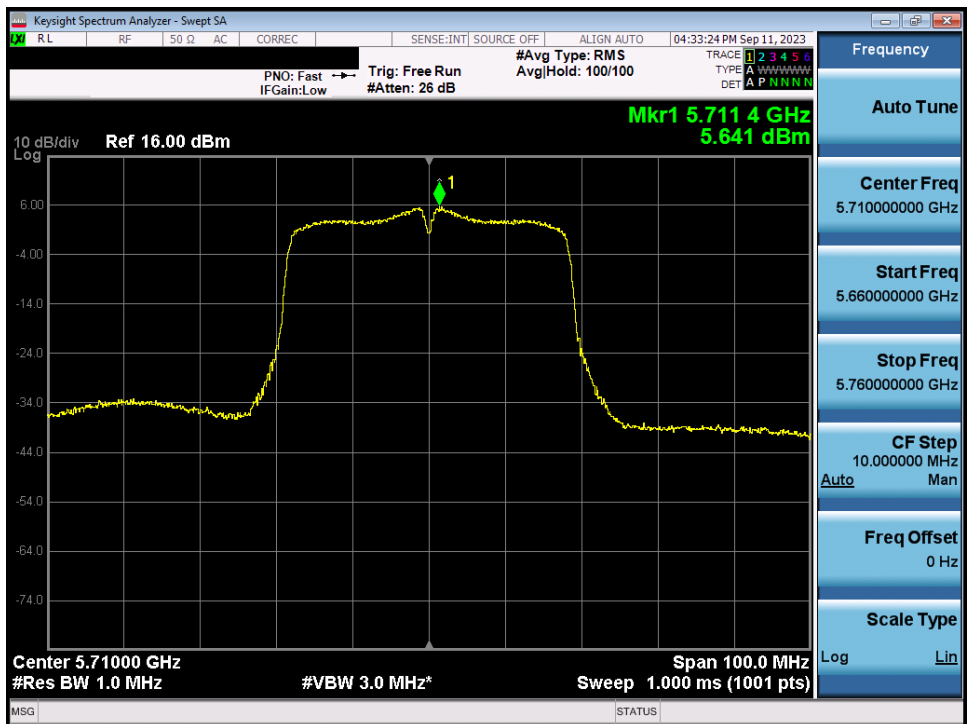 Keysight Spectrum Analyzer - Swept SA
LXI RL RF 50 Ω AC CORREC SENSE:INT SOURCE OFF ALIGN AUTO 04:33:24 PM Sep 11, 2023
PNO: Fast
IFGain:Low
Trig: Free Run
#Atten: 26 dB
#Avg Type: RMS
Avg|Hold: 100/100
TRACE 1 2 3 4 5 6
TYPE A WWWWW
DET A P N N N N
Mkr1 5.711 4 GHz
5.641 dBm
10 dB/div Ref 16.00 dBm
Log
1
6.00
-4.00
-14.0
-24.0
-34.0
-44.0
-54.0
-64.0
-74.0
Center 5.71000 GHz Span 100.0 MHz
#Res BW 1.0 MHz #VBW 3.0 MHz* Sweep 1.000 ms (1001 pts)
MSG STATUS
Frequency
Auto Tune
Center Freq
5.710000000 GHz
Start Freq
5.660000000 GHz
Stop Freq
5.760000000 GHz
CF Step
10.000000 MHz
Auto Man
Freq Offset
0 Hz
Scale Type
Log Lin